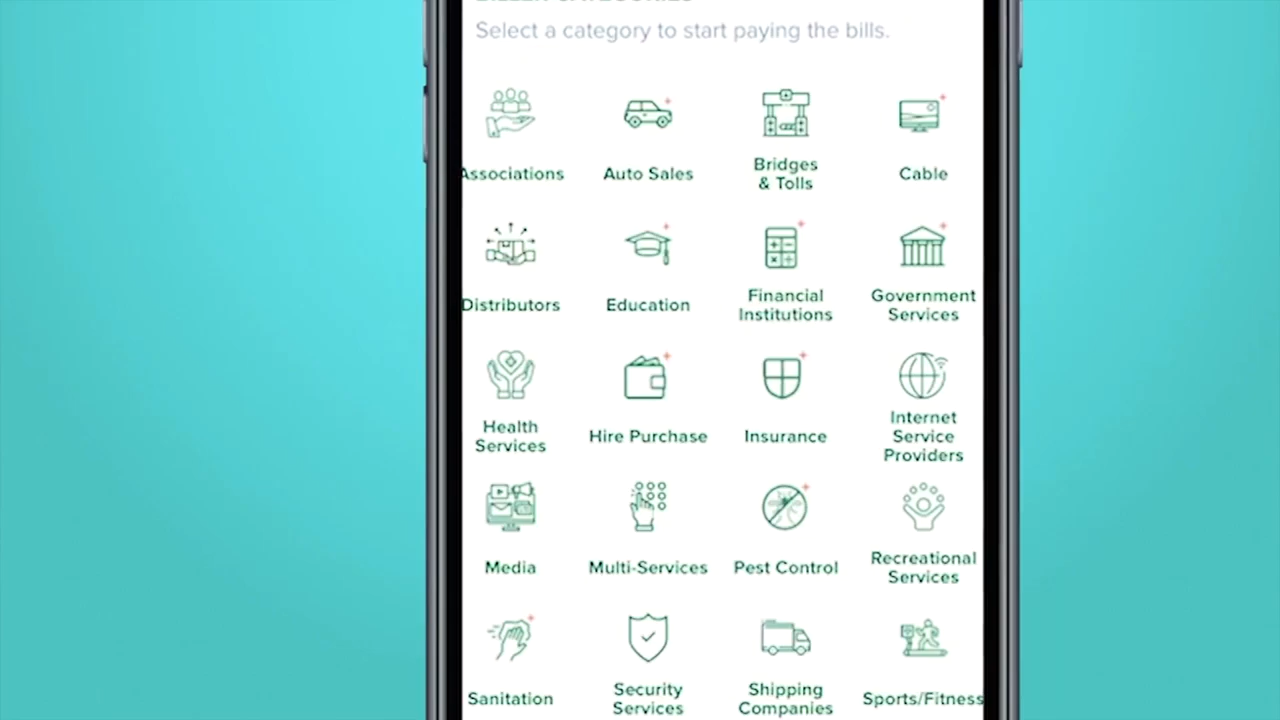 Select a category to start paying the bills.
Associations
Auto Sales
Bridges
& Tolls
Cable
Distributors
Education
Financial
Institutions
Government
Services
Health
Services
Hire Purchase
Insurance
Internet
Service
Providers
Media
Multi-Services
Pest Control
Recreational
Services
Sanitation
Security
Services
Shipping
Companies
Sports/Fitness